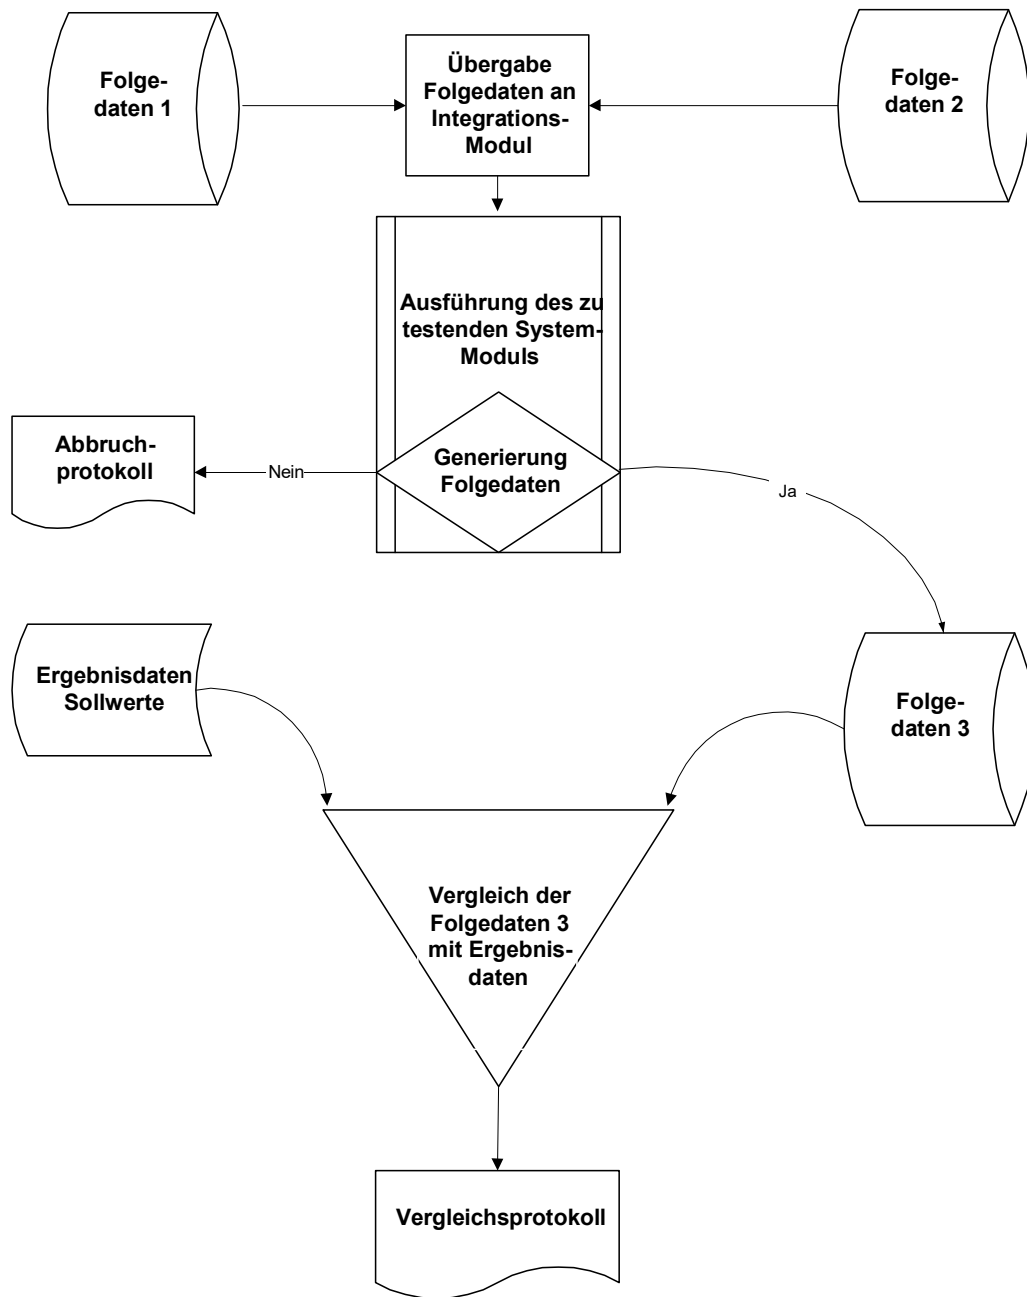 Folge-
daten 1
Übergabe
Folgedaten an
Integrations-
Modul
Folge-
daten 2
Ausführung des zu
testenden System-
Moduls
Abbruch-
protokoll
Nein
Generierung
Folgedaten
Ja
Ergebnisdaten
Sollwerte
Folge-
daten 3
Vergleich der
Folgedaten 3
mit Ergebnis-
daten
Vergleichsprotokoll